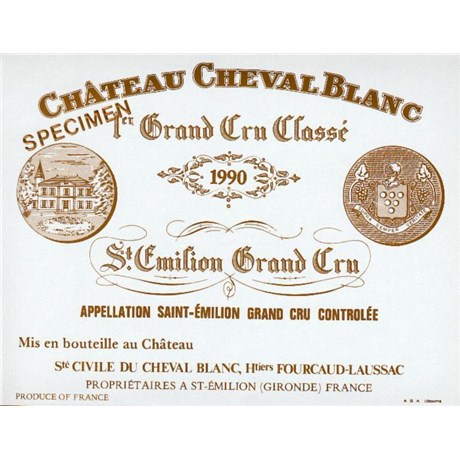 CHÂTEAU CHEVAL BLANC
SPECIMEN
1er Grand Cru Classé
1990
St. Emilion Grand Cru
APPELLATION SAINT-ÉMILION GRAND CRU CONTROLÉE
Mis en bouteille au Château
Sté CIVILE DU CHEVAL BLANC, Htiers FOURCAUD-LAUSSAC
PROPRIÉTAIRES A ST-ÉMILION (GIRONDE) FRANCE
PRODUCE OF FRANCE